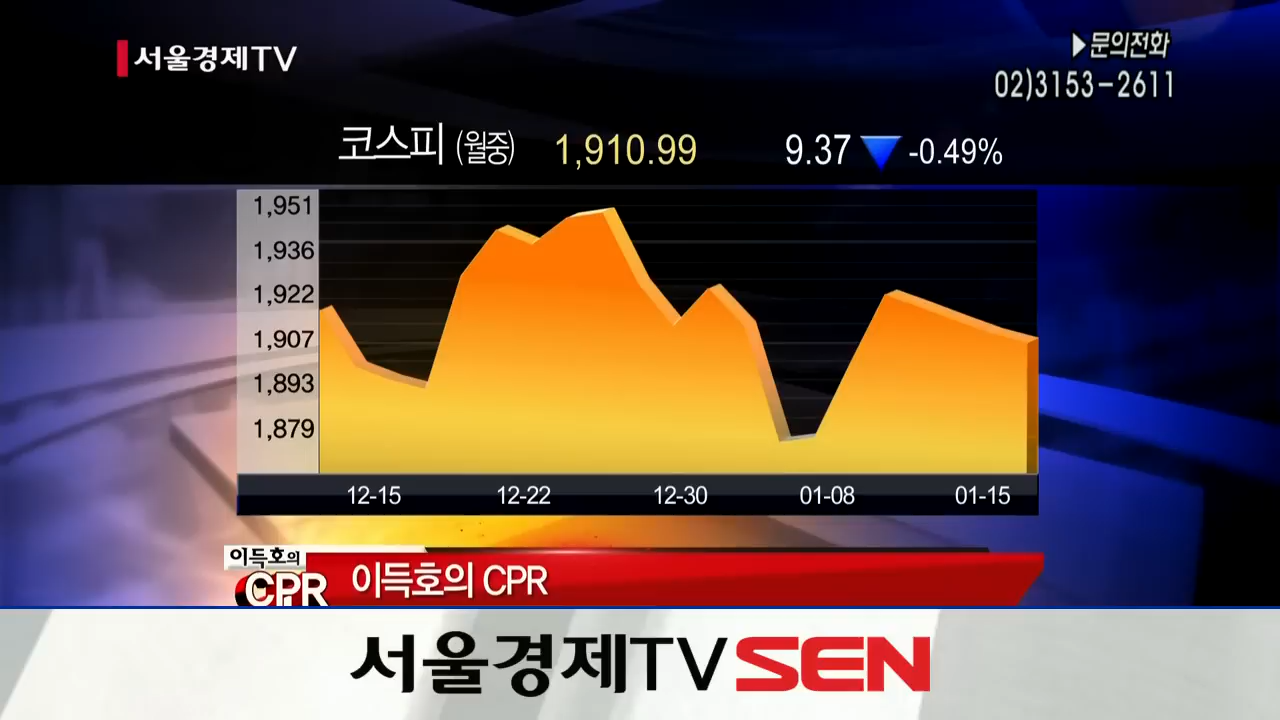 서울경제TV
▶문의전화
02)3153-2611
코스피 (월중) 1,910.99 9.37 ▼ -0.49%
1,951
1,936
1,922
1,907
1,893
1,879
12-15 12-22 12-30 01-08 01-15
이득호의
CPR
이득호의 CPR
서울경제TV SEN